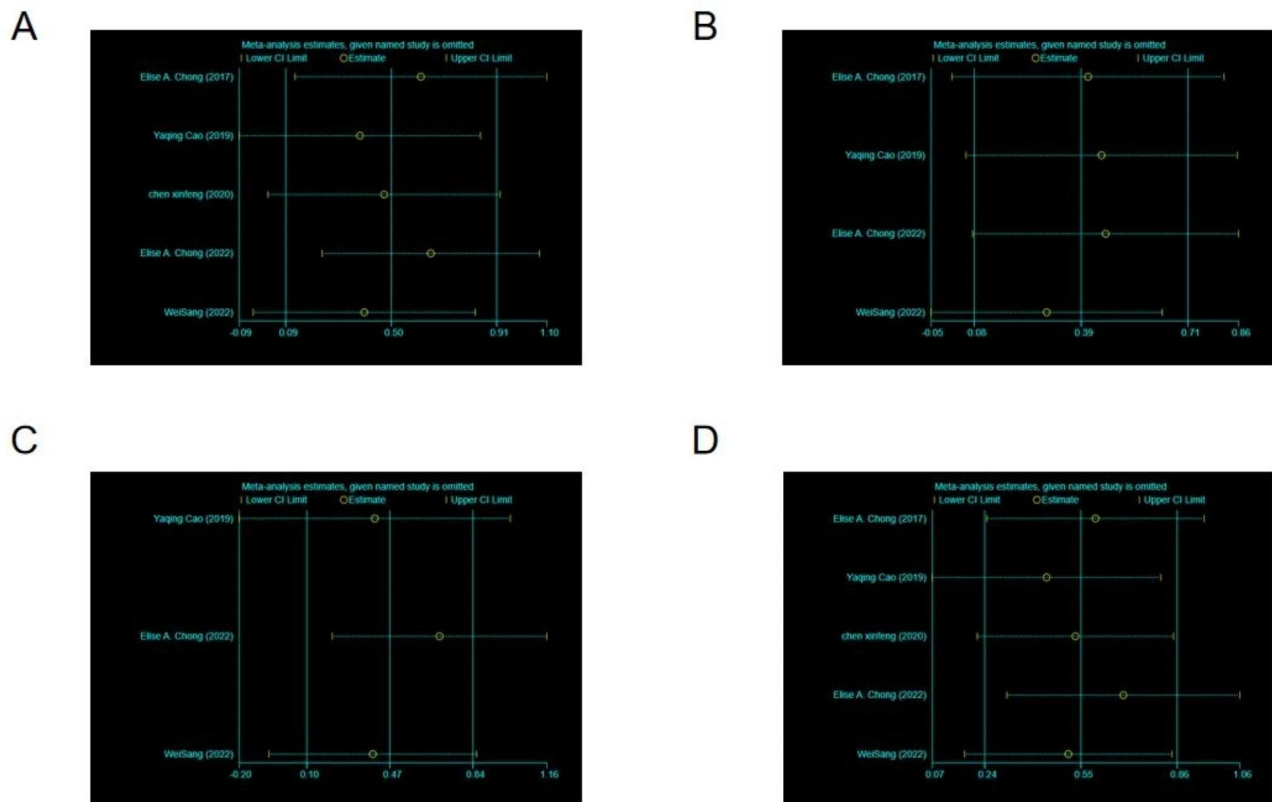 A
Meta-analysis estimates, given named study is omitted
Lower CI Limit Estimate Upper CI Limit
Elise A. Chong (2017)
Yaqing Cao (2019)
chen xinfeng (2020)
Elise A. Chong (2022)
WeiSang (2022)
-0.09 0.09 0.50 0.91 1.10
B
Meta-analysis estimates, given named study is omitted
Lower CI Limit Estimate Upper CI Limit
Elise A. Chong (2017)
Yaqing Cao (2019)
Elise A. Chong (2022)
WeiSang (2022)
-0.05 0.08 0.39 0.71 0.86
C
Meta-analysis estimates, given named study is omitted
Lower CI Limit Estimate Upper CI Limit
Yaqing Cao (2019)
Elise A. Chong (2022)
WeiSang (2022)
-0.20 0.10 0.47 0.84 1.16
D
Meta-analysis estimates, given named study is omitted
Lower CI Limit Estimate Upper CI Limit
Elise A. Chong (2017)
Yaqing Cao (2019)
chen xinfeng (2020)
Elise A. Chong (2022)
WeiSang (2022)
0.07 0.24 0.55 0.86 1.06